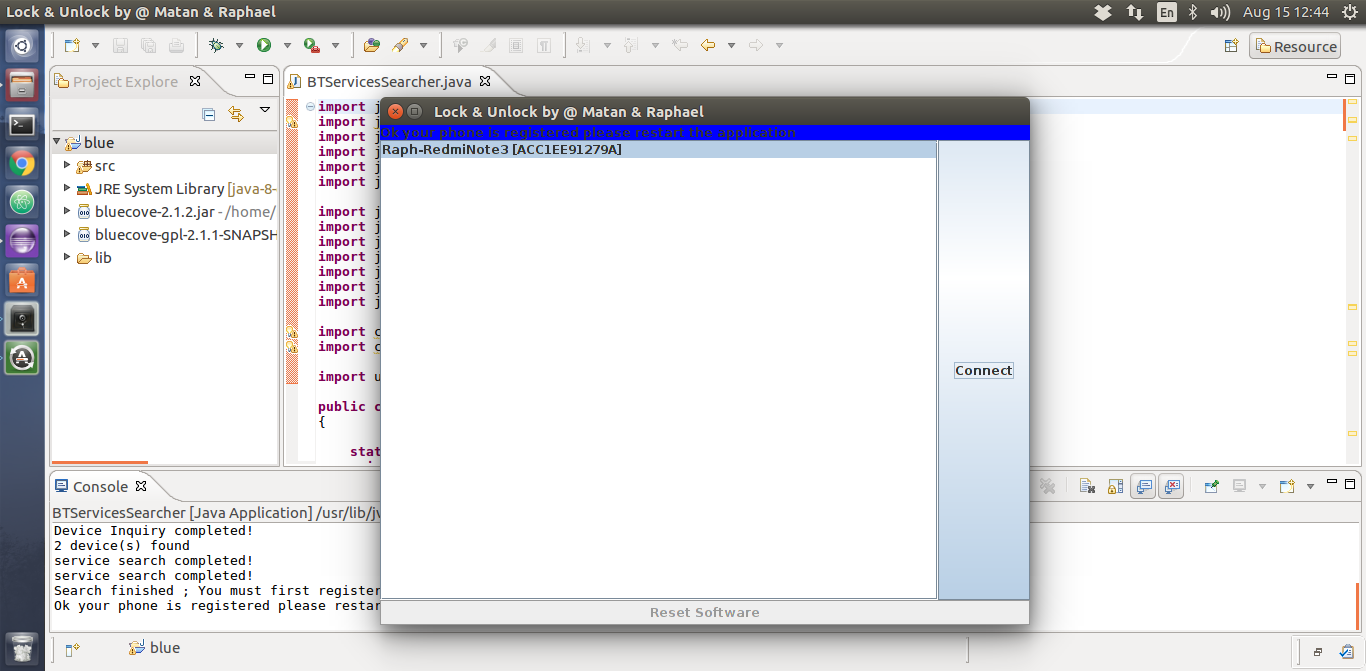 Lock & Unlock by @ Matan & Raphael
En
Aug 15 12:44
Resource
Project Explore
BTServicesSearcher.java
blue
src
JRE System Library [java-8-
bluecove-2.1.2.jar - /home/
bluecove-gpl-2.1.1-SNAPSH
lib
import j
import j
import j
import j
import j
import j
import j
import j
import j
import j
import j
import j
import j
import c
import c
import u
public c
{
stat
Lock & Unlock by @ Matan & Raphael
Ok your phone is registered please restart the application
Raph-RedmiNote3 [ACC1EE91279A]
Connect
Reset Software
Console
BTServicesSearcher [Java Application] /usr/lib/jv
Device Inquiry completed!
2 device(s) found
service search completed!
service search completed!
Search finished ; You must first register
Ok your phone is registered please restar
blue